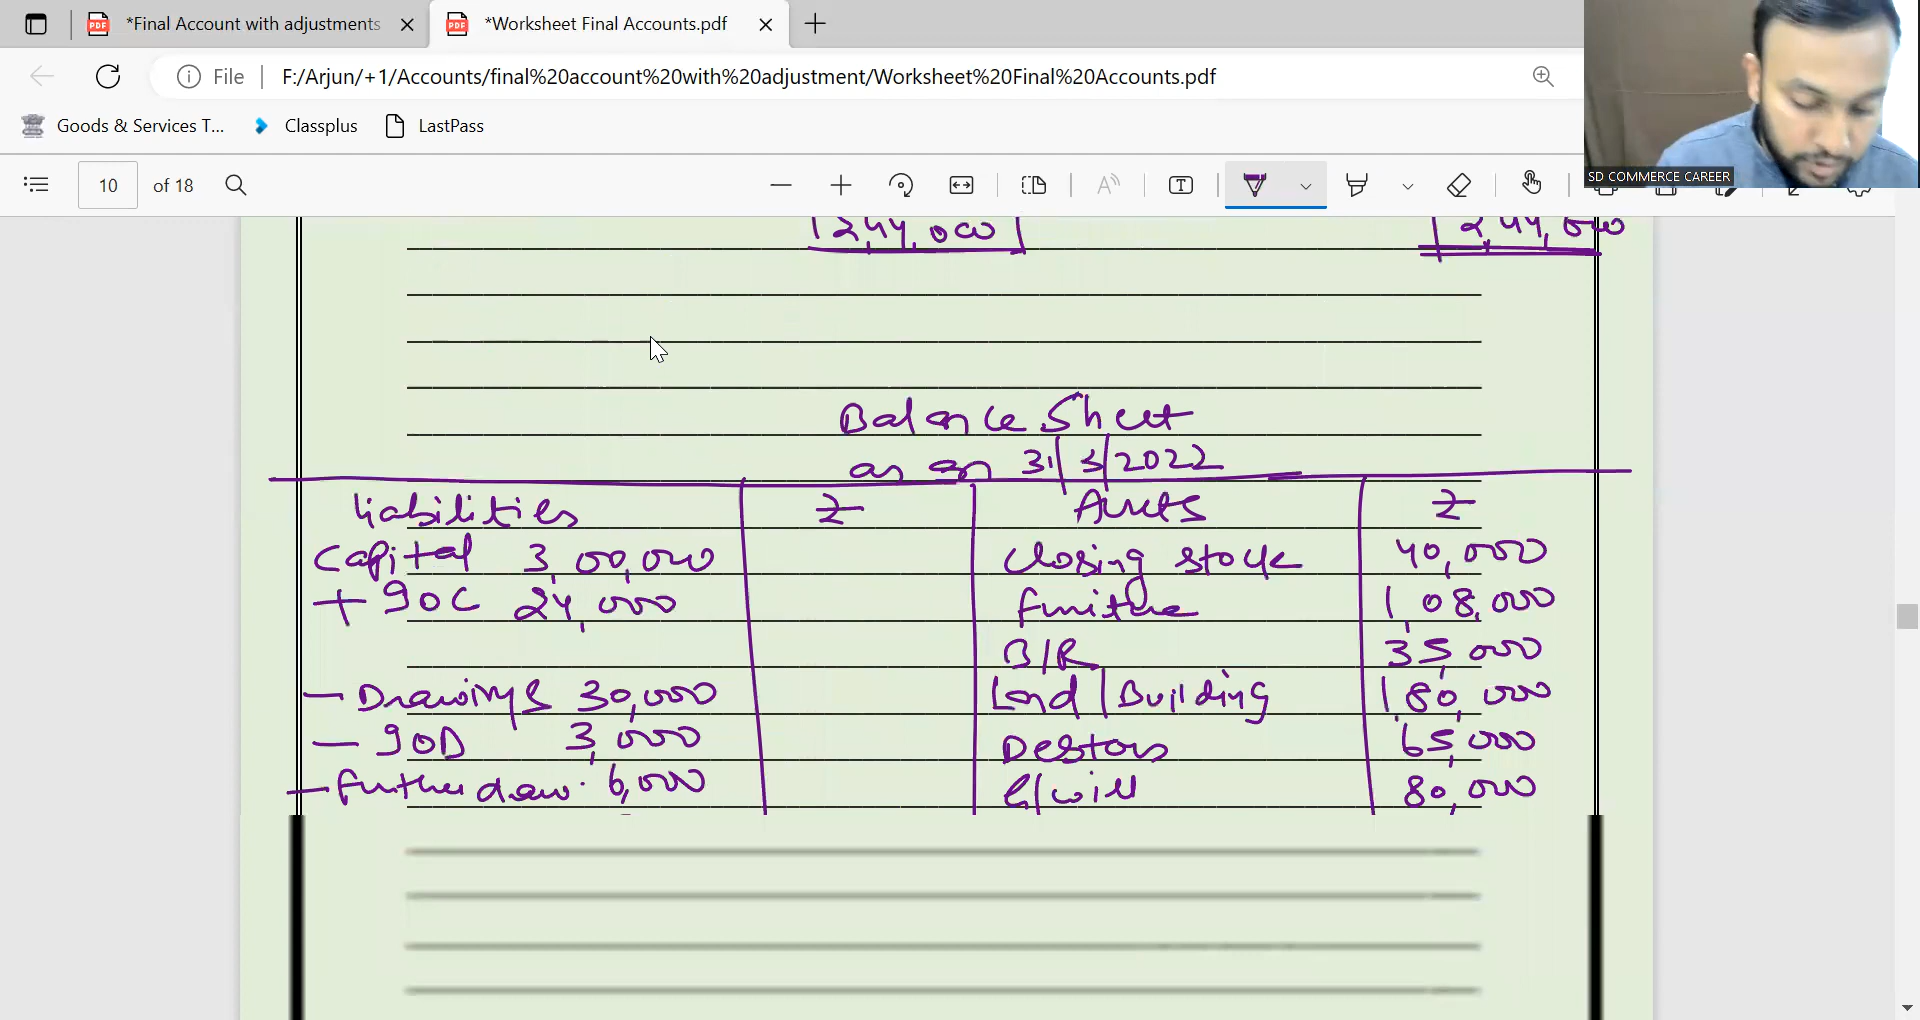 *Final Account with adjustments
*Worksheet Final Accounts.pdf
File
F:/Arjun/+1/Accounts/final%20account%20with%20adjustment/Worksheet%20Final%20Accounts.pdf
Goods & Services T...
Classplus
LastPass
10 of 18
SD COMMERCE CAREER
2,44,000 2,44,000
Balance Sheet
as on 31/3/2022
Liabilities ₹ Assets ₹
Capital 3,00,000 Closing stock 40,000
+ IOC 24,000 Furniture 1,08,000
B/R 35,000
- Drawings 30,000 Land/Building 1,80,000
- IOD 3,000 Debtors 65,000
- further draw. 6,000 G/will 80,000